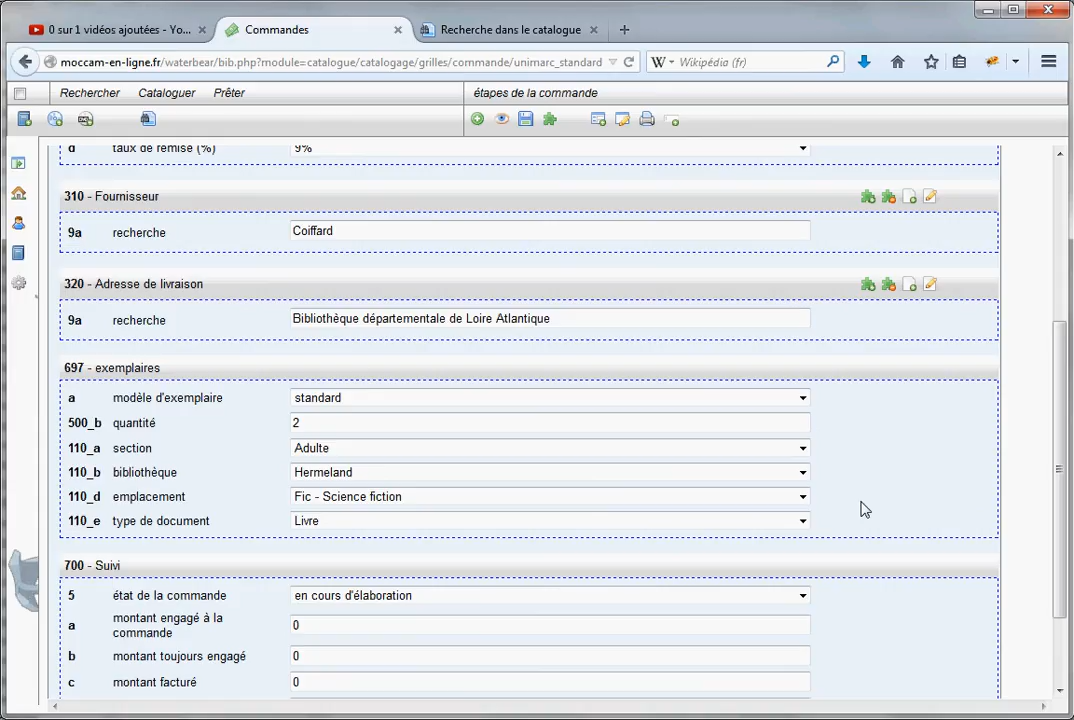 0 sur 1 vidéos ajoutées - Yo...
Commandes
Recherche dans le catalogue
moccam-en-ligne.fr/waterbear/bib.php?module=catalogue/catalogage/grilles/commande/unimarc_standard
W
Wikipédia (fr)
Rechercher Cataloguer Prêter
étapes de la commande
d taux de remise (%) 9%
310 - Fournisseur
9a recherche Coiffard
320 - Adresse de livraison
9a recherche Bibliothèque départementale de Loire Atlantique
697 - exemplaires
a modèle d'exemplaire standard
500_b quantité 2
110_a section Adulte
110_b bibliothèque Hermeland
110_d emplacement Fic - Science fiction
110_e type de document Livre
700 - Suivi
5 état de la commande en cours d'élaboration
a montant engagé à la commande 0
b montant toujours engagé 0
c montant facturé 0